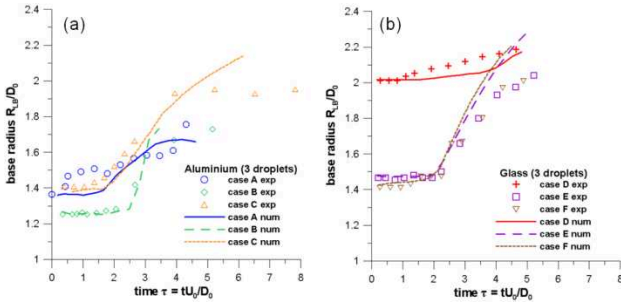 (a)
2.4
2.2
2
1.8
1.6
1.4
1.2
1
base radius R_LB/D_0
Aluminium (3 droplets)
case A exp
case B exp
case C exp
case A num
case B num
case C num
0 1 2 3 4 5 6 7 8
time τ = tU_0/D_0
(b)
2.4
2.2
2
1.8
1.6
1.4
1.2
1
base radius R_LB/D_0
Glass (3 droplets)
case D exp
case E exp
case F exp
case D num
case E num
case F num
0 1 2 3 4 5 6 7 8
time τ = tU_0/D_0